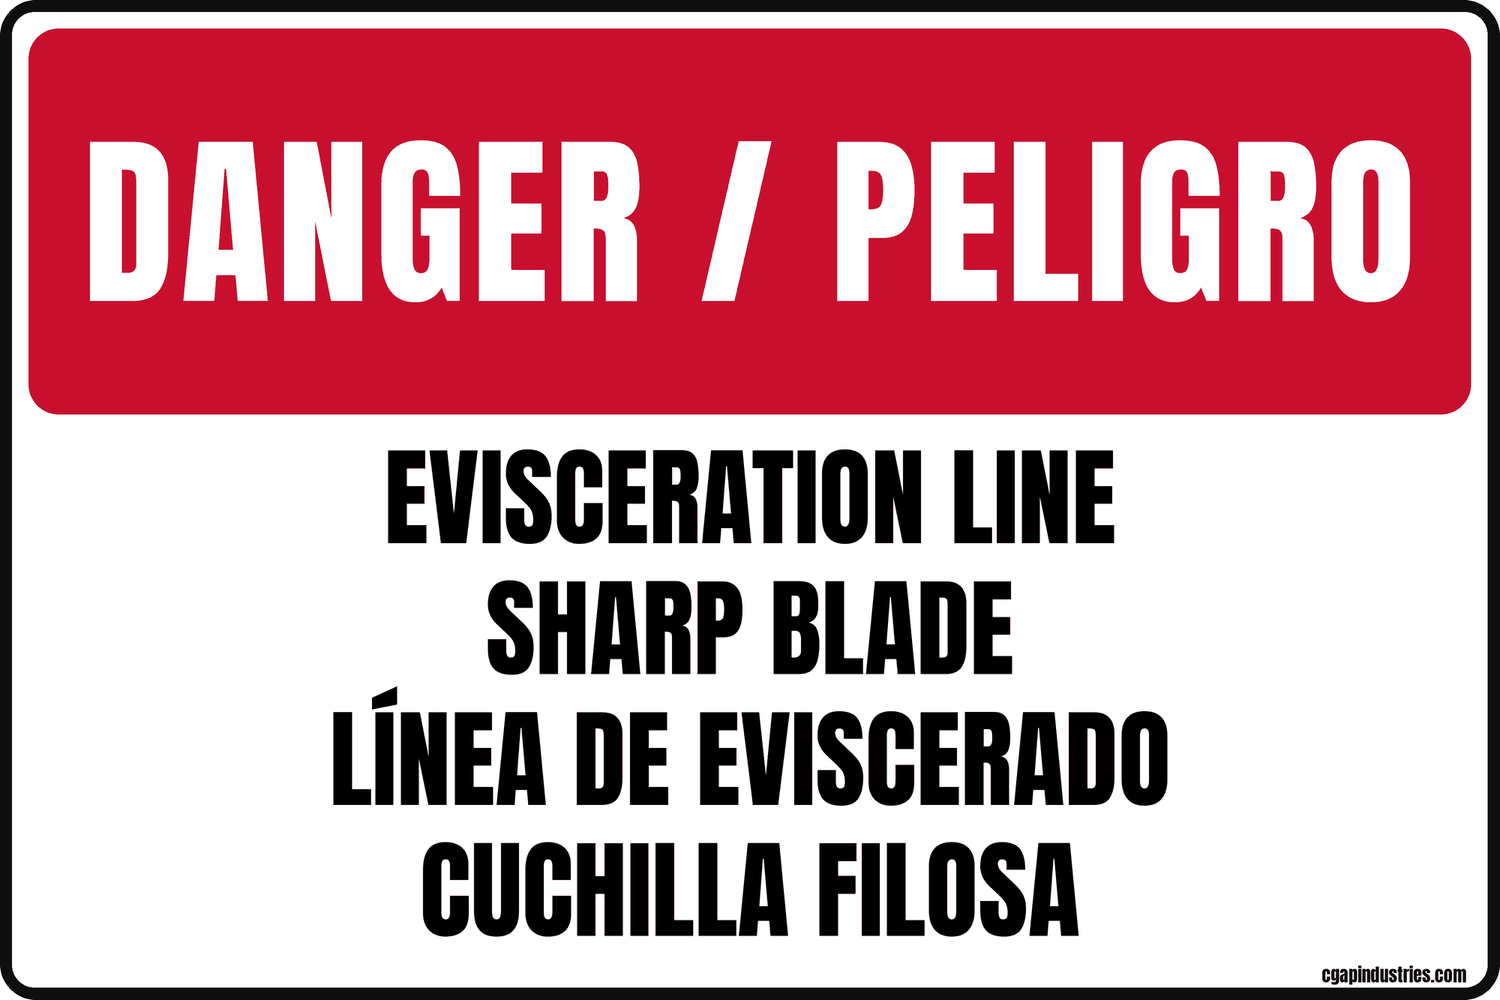 DANGER / PELIGRO
EVISCERATION LINE
SHARP BLADE
LÍNEA DE EVISCERADO
CUCHILLA FILOSA
cgapindustries.com